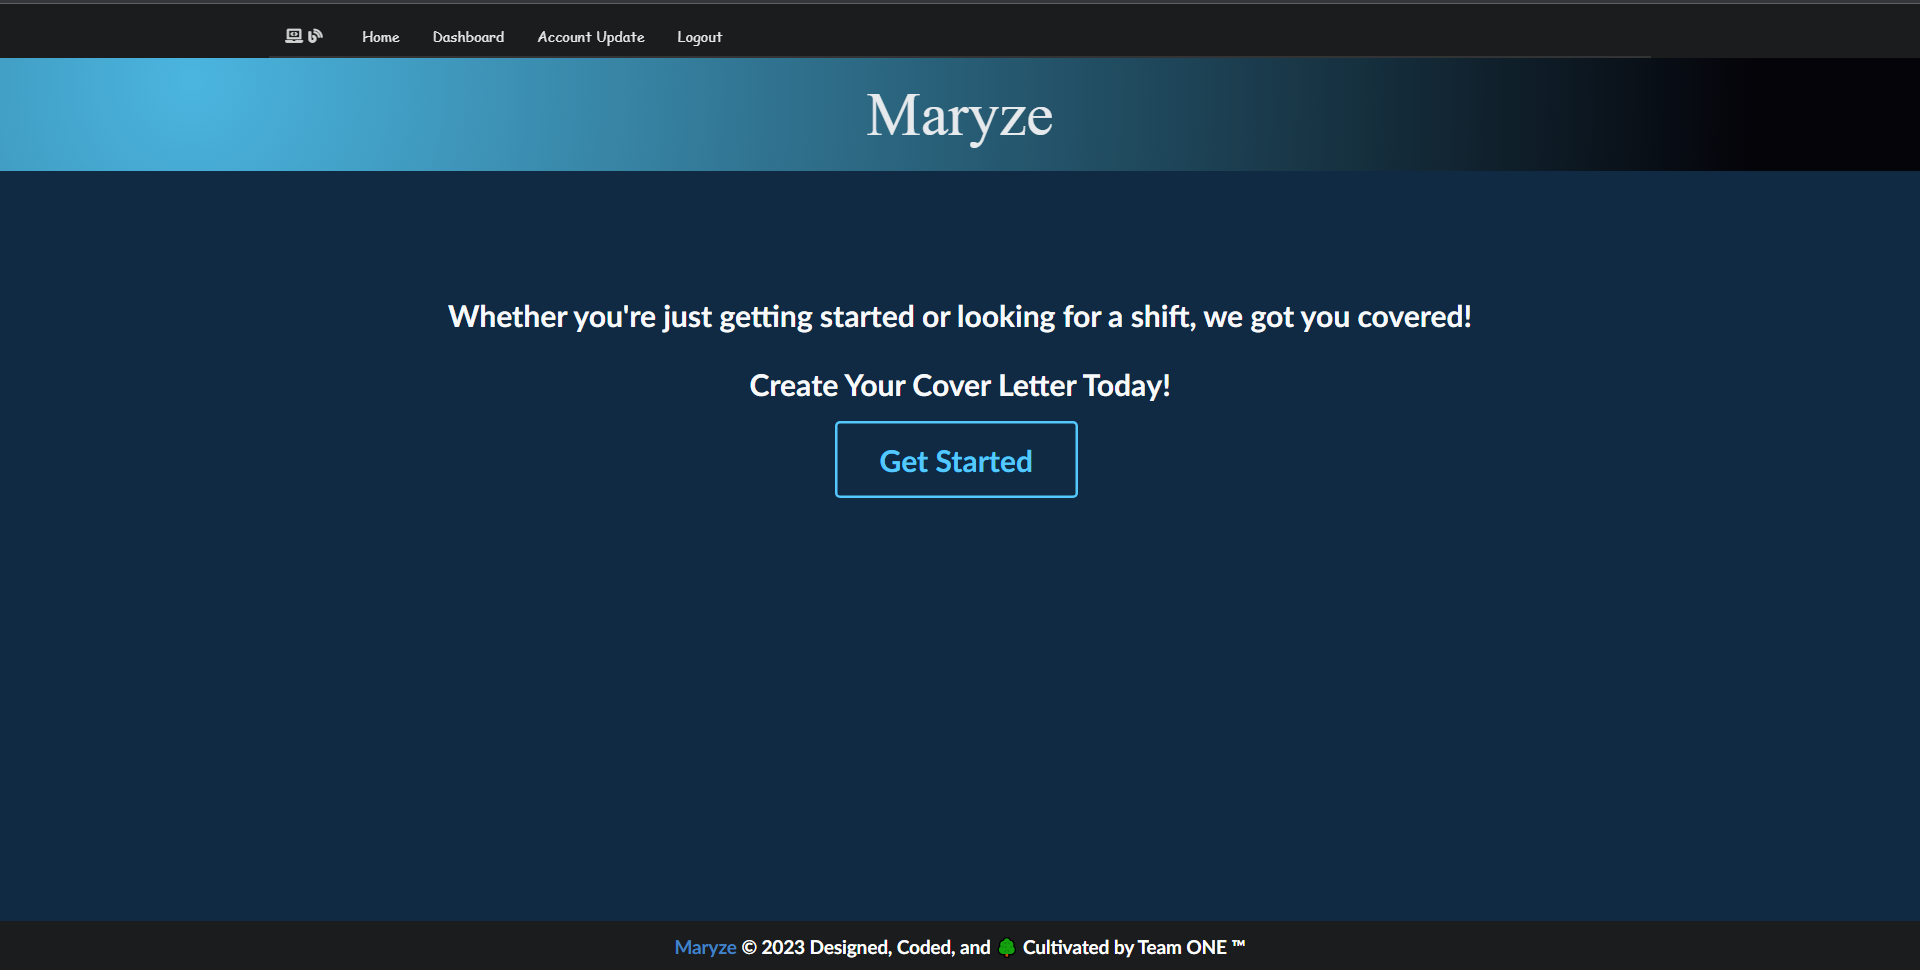 Home Dashboard Account Update Logout
Maryze
Whether you're just getting started or looking for a shift, we got you covered!
Create Your Cover Letter Today!
Get Started
Maryze © 2023 Designed, Coded, and 🌳 Cultivated by Team ONE ™